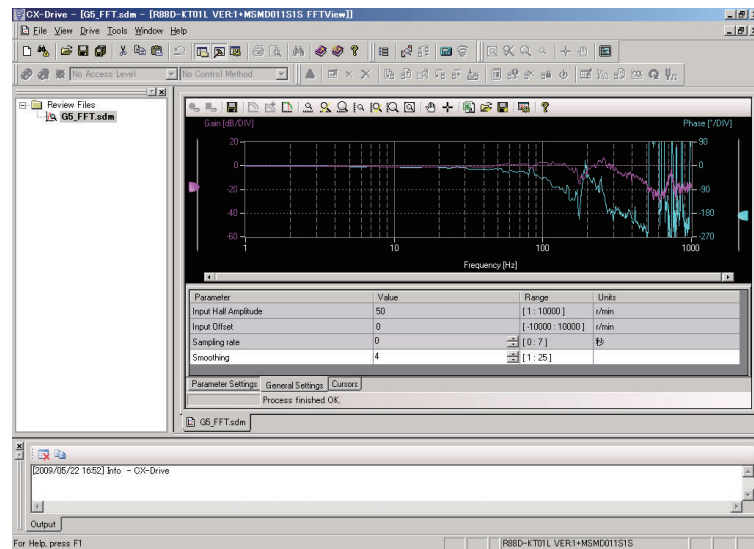 CX-Drive - [G5_FFT.sdm - [R88D-KT01L VER:1+MSMD011S1S FFTView]]
File View Drive Tools Window Help
No Access Level
No Control Method
Review Files
G5_FFT.sdm
Gain [dB/DIV]
Phase [°/DIV]
20
0
-20
-40
-60
90
0
-90
-180
-270
1
10
100
1000
Frequency [Hz]
Parameter Value Range Units
Input Half Amplitude 50 [ 1 : 10000 ] r/min
Input Offset 0 [ -10000 : 10000 ] r/min
Sampling rate 0 [ 0 : 7 ] 秒
Smoothing 4 [ 1 : 25 ]
Parameter Settings General Settings Cursors
Process finished OK.
G5_FFT.sdm
[2009/05/22 16:52] Info - CX-Drive
Output
For Help, press F1
R88D-KT01L VER:1+MSMD011S1S